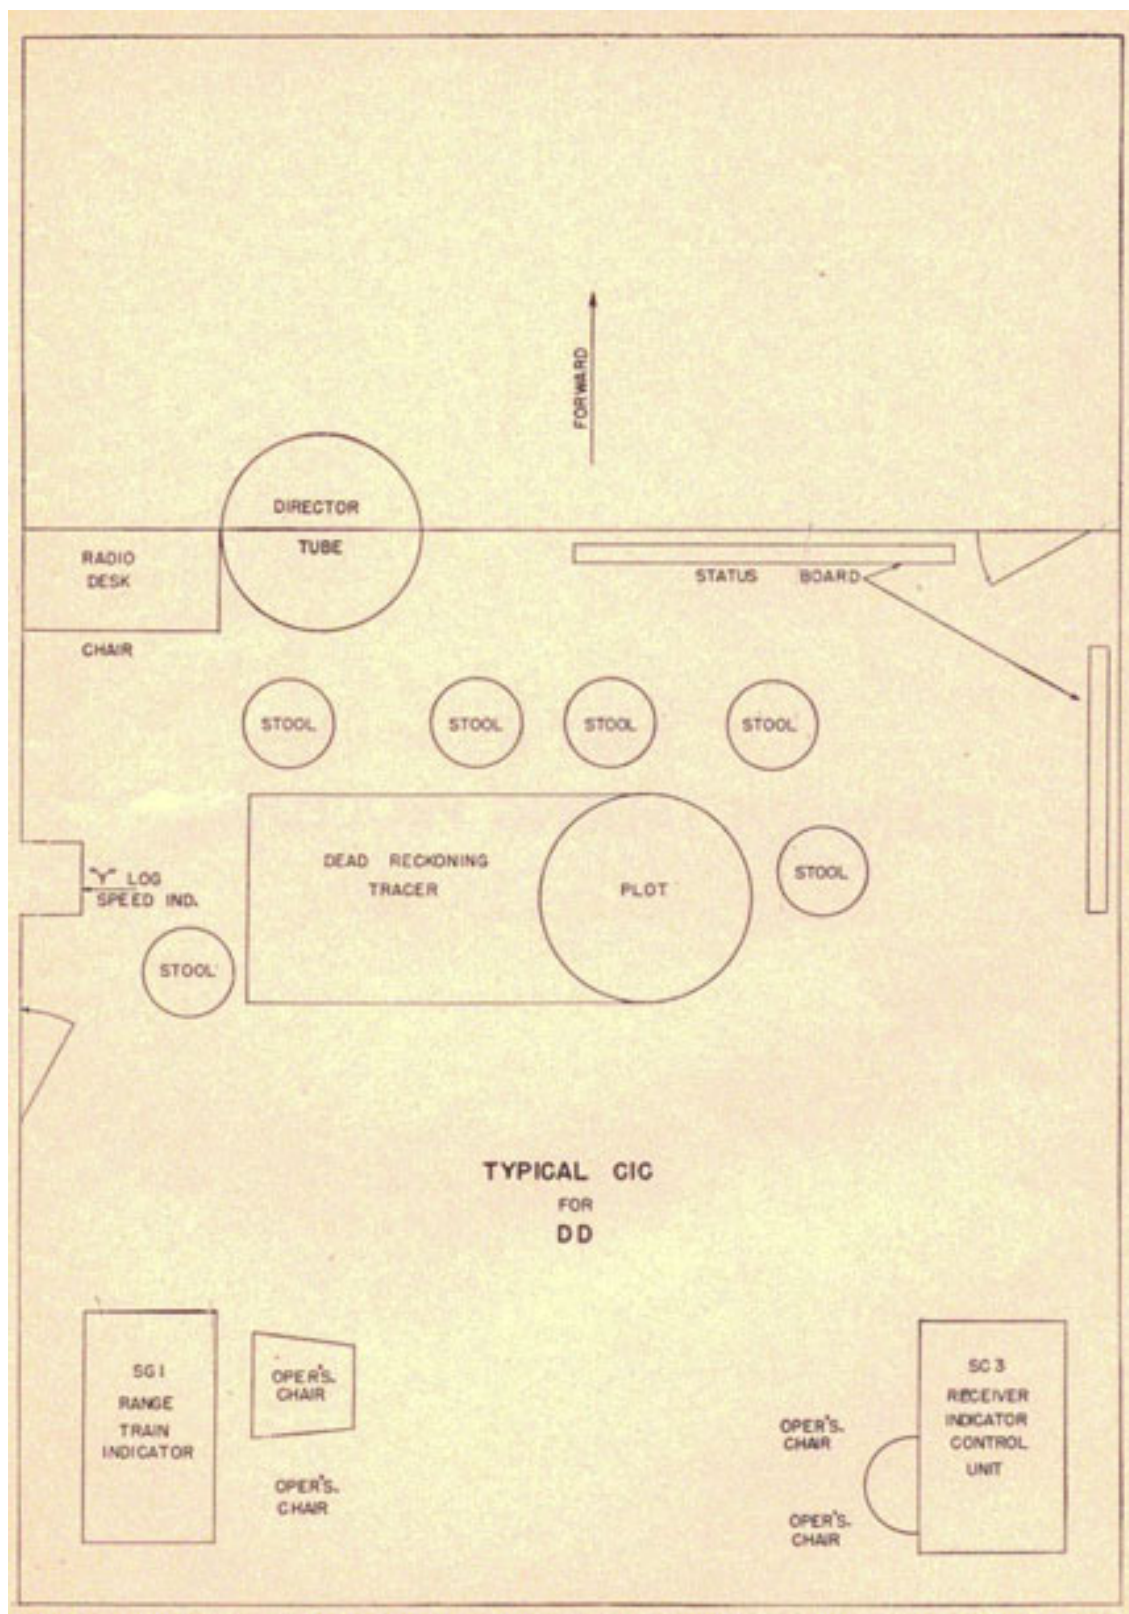 FORWARD
DIRECTOR
TUBE
RADIO
DESK
STATUS BOARD
CHAIR
STOOL
STOOL
STOOL
STOOL
DEAD RECKONING
TRACER
PLOT
STOOL
"Y" LOG
SPEED IND.
STOOL
TYPICAL CIC
FOR
DD
SG 1
RANGE
TRAIN
INDICATOR
OPER'S.
CHAIR
OPER'S.
CHAIR
OPER'S.
CHAIR
OPER'S.
CHAIR
SC 3
RECEIVER
INDICATOR
CONTROL
UNIT